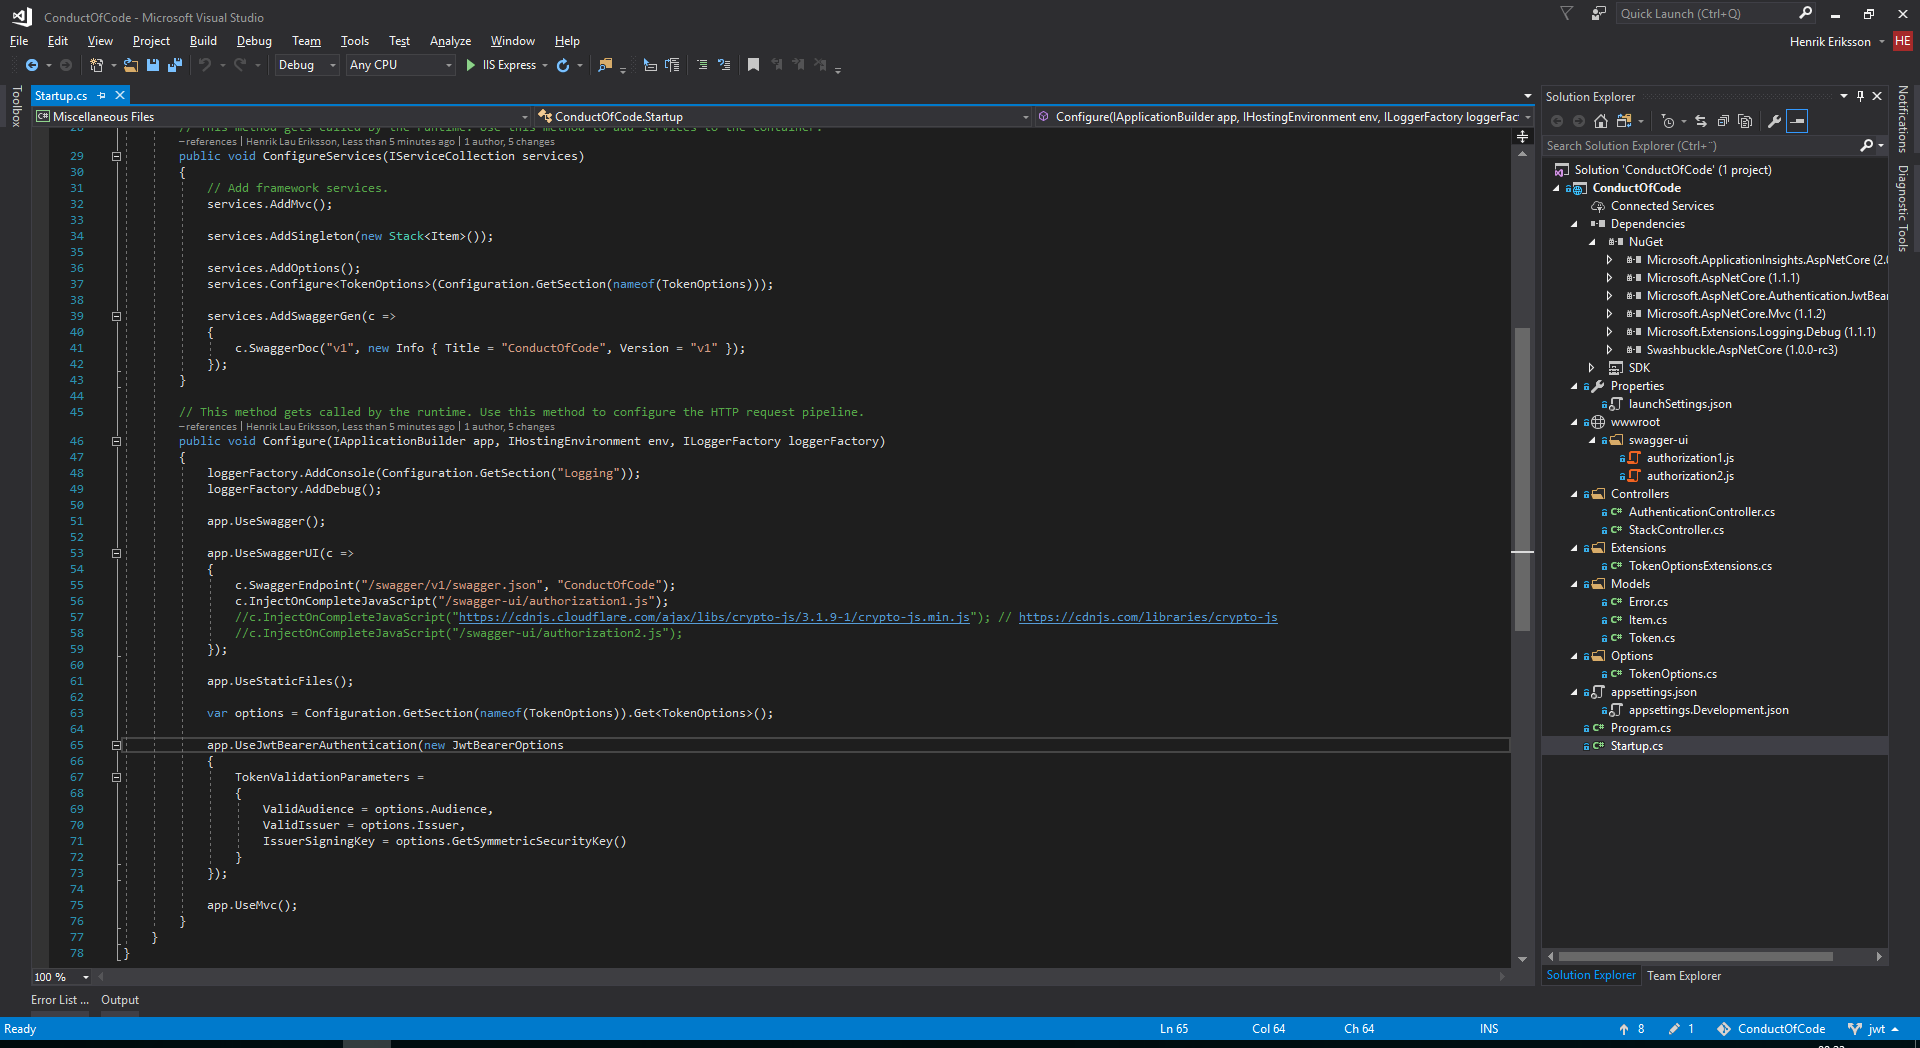 ConductOfCode - Microsoft Visual Studio
Quick Launch (Ctrl+Q)
File Edit View Project Build Debug Team Tools Test Analyze Window Help
Henrik Eriksson HE
Debug Any CPU IIS Express
Toolbox
Startup.cs
Miscellaneous Files ConductOfCode.Startup Configure(IApplicationBuilder app, IHostingEnvironment env, ILoggerFactory loggerFac
28 // This method gets called by the runtime. Use this method to add services to the container.
– references | Henrik Lau Eriksson, Less than 5 minutes ago | 1 author, 5 changes
29 public void ConfigureServices(IServiceCollection services)
30 {
31 // Add framework services.
32 services.AddMvc();
33
34 services.AddSingleton(new Stack<Item>());
35
36 services.AddOptions();
37 services.Configure<TokenOptions>(Configuration.GetSection(nameof(TokenOptions)));
38
39 services.AddSwaggerGen(c =>
40 {
41 c.SwaggerDoc("v1", new Info { Title = "ConductOfCode", Version = "v1" });
42 });
43 }
44
45 // This method gets called by the runtime. Use this method to configure the HTTP request pipeline.
– references | Henrik Lau Eriksson, Less than 5 minutes ago | 1 author, 5 changes
46 public void Configure(IApplicationBuilder app, IHostingEnvironment env, ILoggerFactory loggerFactory)
47 {
48 loggerFactory.AddConsole(Configuration.GetSection("Logging"));
49 loggerFactory.AddDebug();
50
51 app.UseSwagger();
52
53 app.UseSwaggerUI(c =>
54 {
55 c.SwaggerEndpoint("/swagger/v1/swagger.json", "ConductOfCode");
56 c.InjectOnCompleteJavaScript("/swagger-ui/authorization1.js");
57 //c.InjectOnCompleteJavaScript("https://cdnjs.cloudflare.com/ajax/libs/crypto-js/3.1.9-1/crypto-js.min.js"); // https://cdnjs.com/libraries/crypto-js
58 //c.InjectOnCompleteJavaScript("/swagger-ui/authorization2.js");
59 });
60
61 app.UseStaticFiles();
62
63 var options = Configuration.GetSection(nameof(TokenOptions)).Get<TokenOptions>();
64
65 app.UseJwtBearerAuthentication(new JwtBearerOptions
66 {
67 TokenValidationParameters =
68 {
69 ValidAudience = options.Audience,
70 ValidIssuer = options.Issuer,
71 IssuerSigningKey = options.GetSymmetricSecurityKey()
72 }
73 });
74
75 app.UseMvc();
76 }
77 }
78 }
100 %
Error List ... Output
Solution Explorer
Search Solution Explorer (Ctrl+¨)
Solution 'ConductOfCode' (1 project)
ConductOfCode
Connected Services
Dependencies
NuGet
Microsoft.ApplicationInsights.AspNetCore (2.0
Microsoft.AspNetCore (1.1.1)
Microsoft.AspNetCore.Authentication.JwtBear
Microsoft.AspNetCore.Mvc (1.1.2)
Microsoft.Extensions.Logging.Debug (1.1.1)
Swashbuckle.AspNetCore (1.0.0-rc3)
SDK
Properties
launchSettings.json
wwwroot
swagger-ui
authorization1.js
authorization2.js
Controllers
C# AuthenticationController.cs
C# StackController.cs
Extensions
C# TokenOptionsExtensions.cs
Models
C# Error.cs
C# Item.cs
C# Token.cs
Options
C# TokenOptions.cs
appsettings.json
appsettings.Development.json
C# Program.cs
C# Startup.cs
Solution Explorer Team Explorer
Notifications
Diagnostic Tools
Ready Ln 65 Col 64 Ch 64 INS 8 1 ConductOfCode jwt